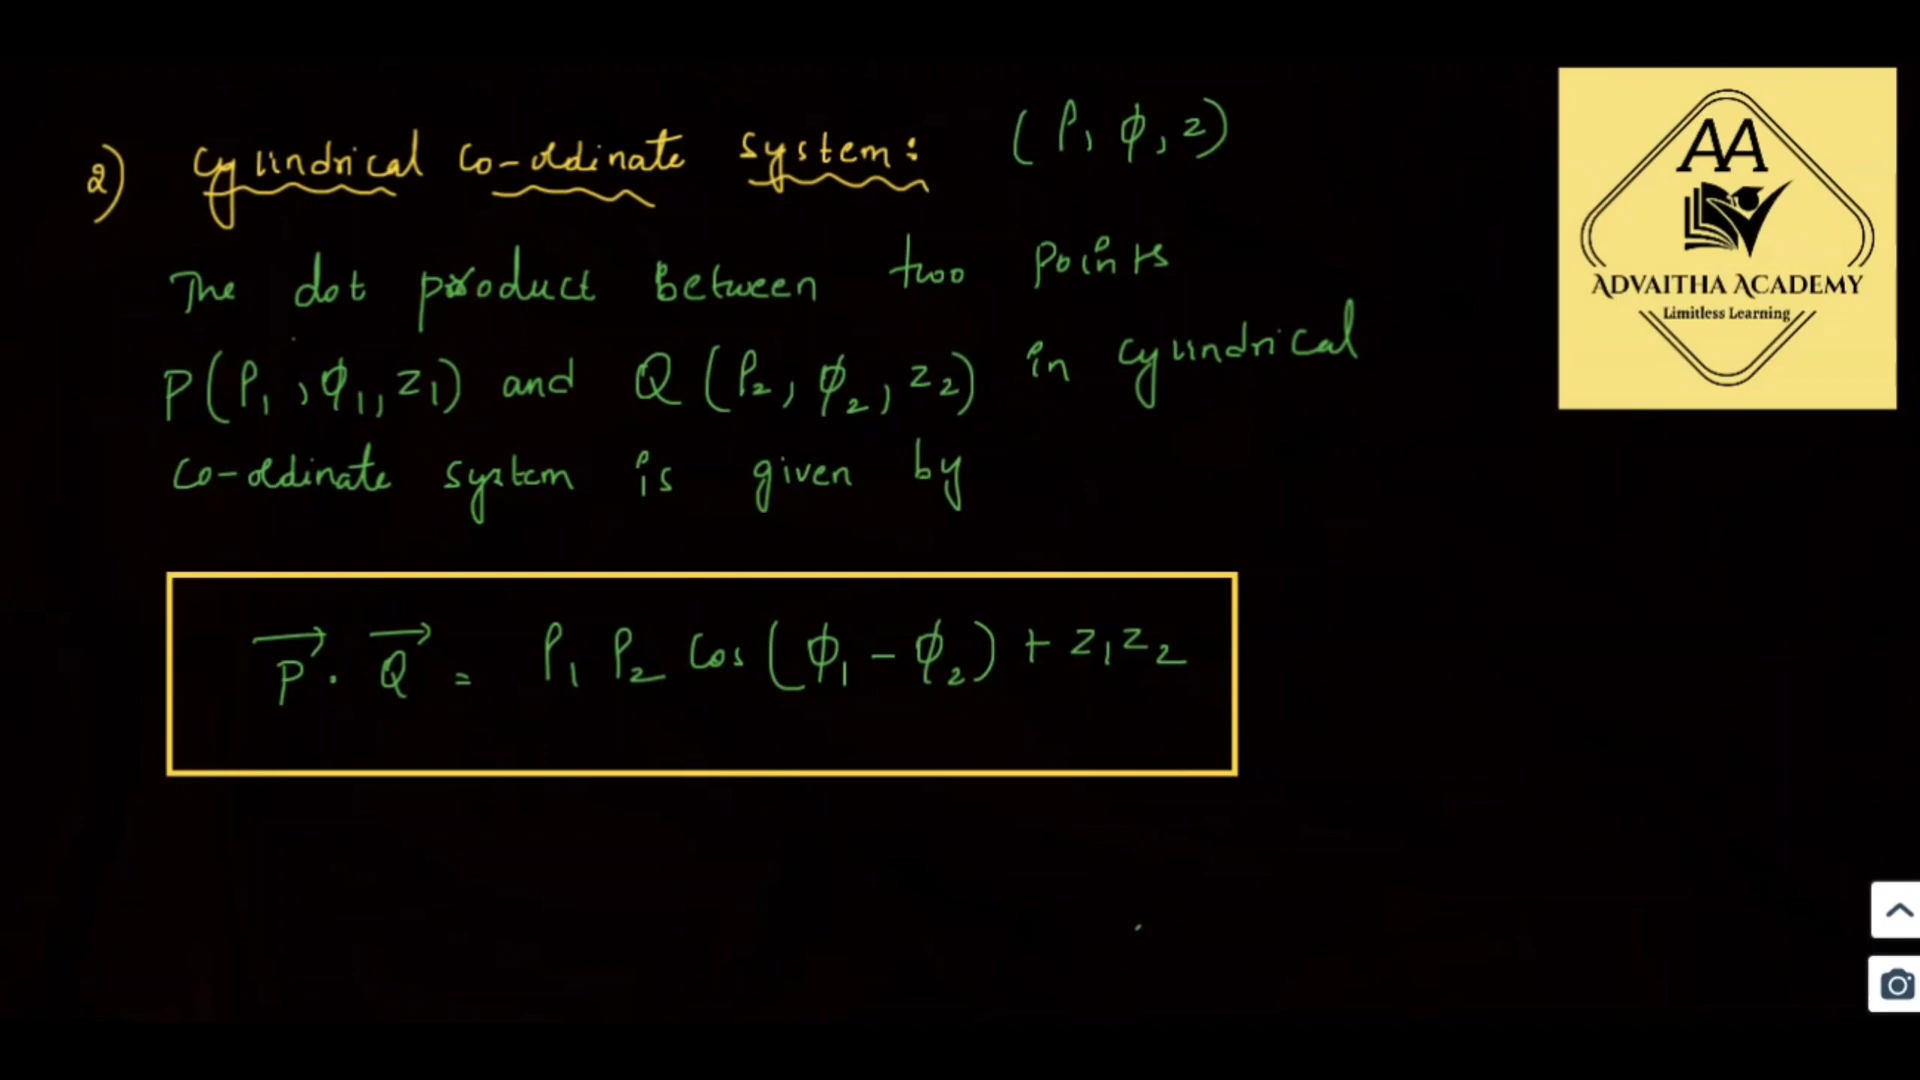 2) Cylindrical Co-ordinate system: (ρ, φ, z)
The dot product between two points
P(ρ₁, φ₁, z₁) and Q(ρ₂, φ₂, z₂) in cylindrical
co-ordinate system is given by
P⃗ . Q⃗ = ρ₁ ρ₂ Cos(φ₁ - φ₂) + z₁z₂
AA
ADVAITHA ACADEMY
Limitless Learning